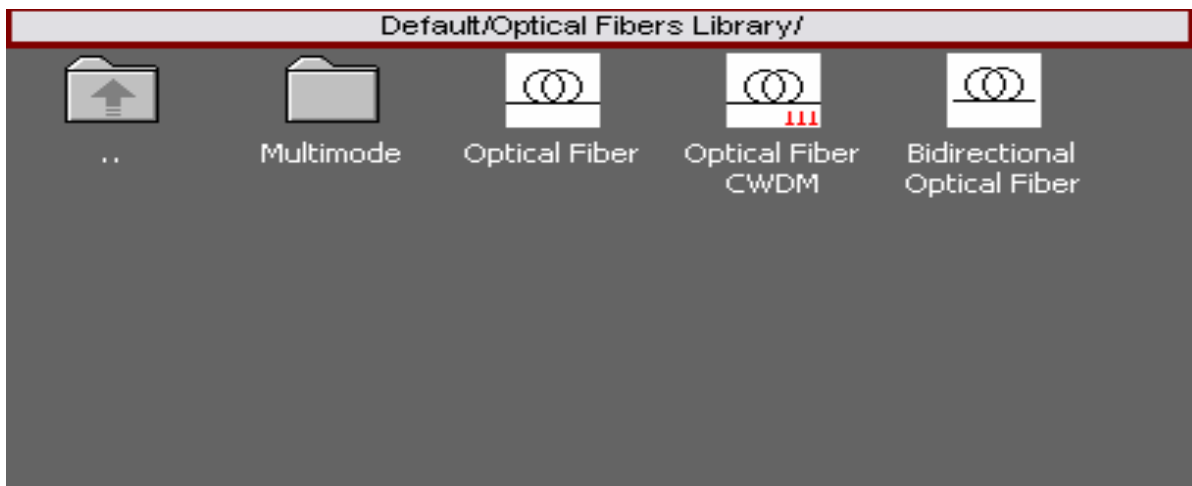 Default/Optical Fibers Library/
..
Multimode
Optical Fiber
Optical Fiber
CWDM
Bidirectional
Optical Fiber